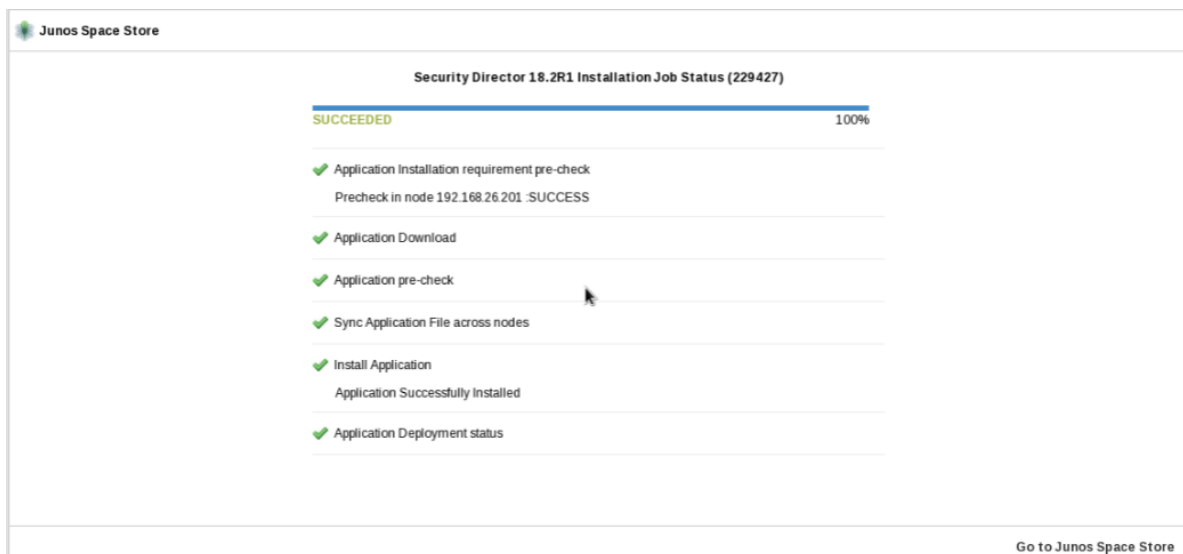 Junos Space Store
Security Director 18.2R1 Installation Job Status (229427)
SUCCEEDED 100%
Application Installation requirement pre-check
Precheck in node 192.168.26.201 :SUCCESS
Application Download
Application pre-check
Sync Application File across nodes
Install Application
Application Successfully Installed
Application Deployment status
Go to Junos Space Store